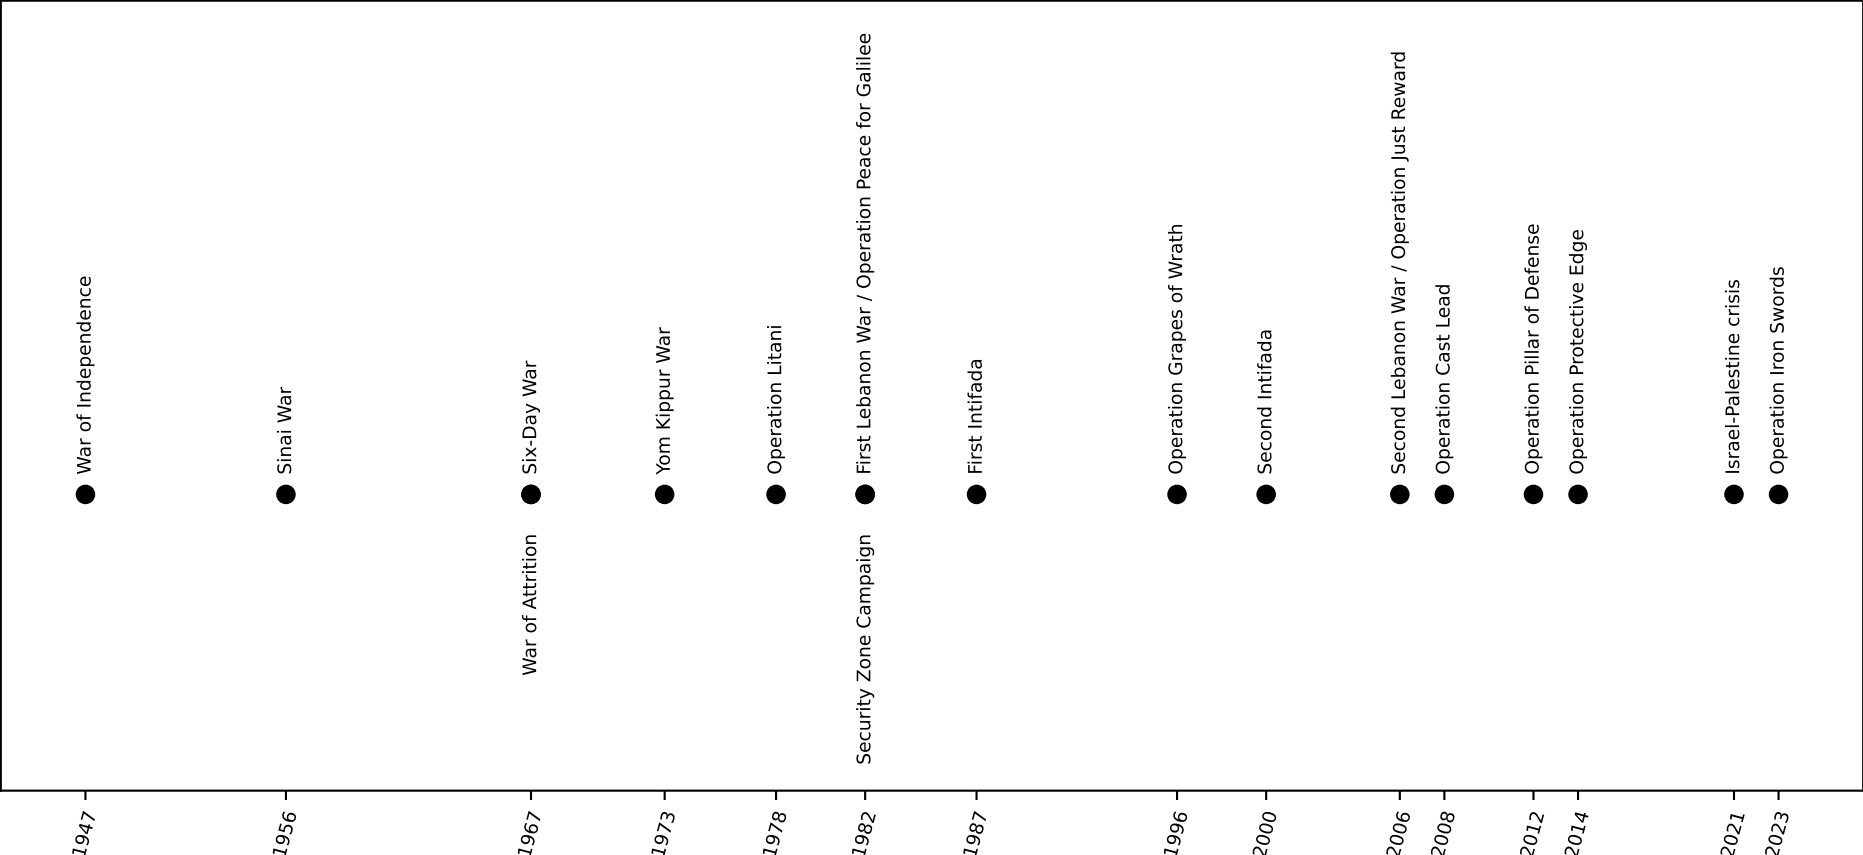 War of Independence
Sinai War
Six-Day War
Yom Kippur War
Operation Litani
First Lebanon War / Operation Peace for Galilee
First Intifada
Operation Grapes of Wrath
Second Intifada
Second Lebanon War / Operation Just Reward
Operation Cast Lead
Operation Pillar of Defense
Operation Protective Edge
Israel-Palestine crisis
Operation Iron Swords
War of Attrition
Security Zone Campaign
1947
1956
1967
1973
1978
1982
1987
1996
2000
2006
2008
2012
2014
2021
2023